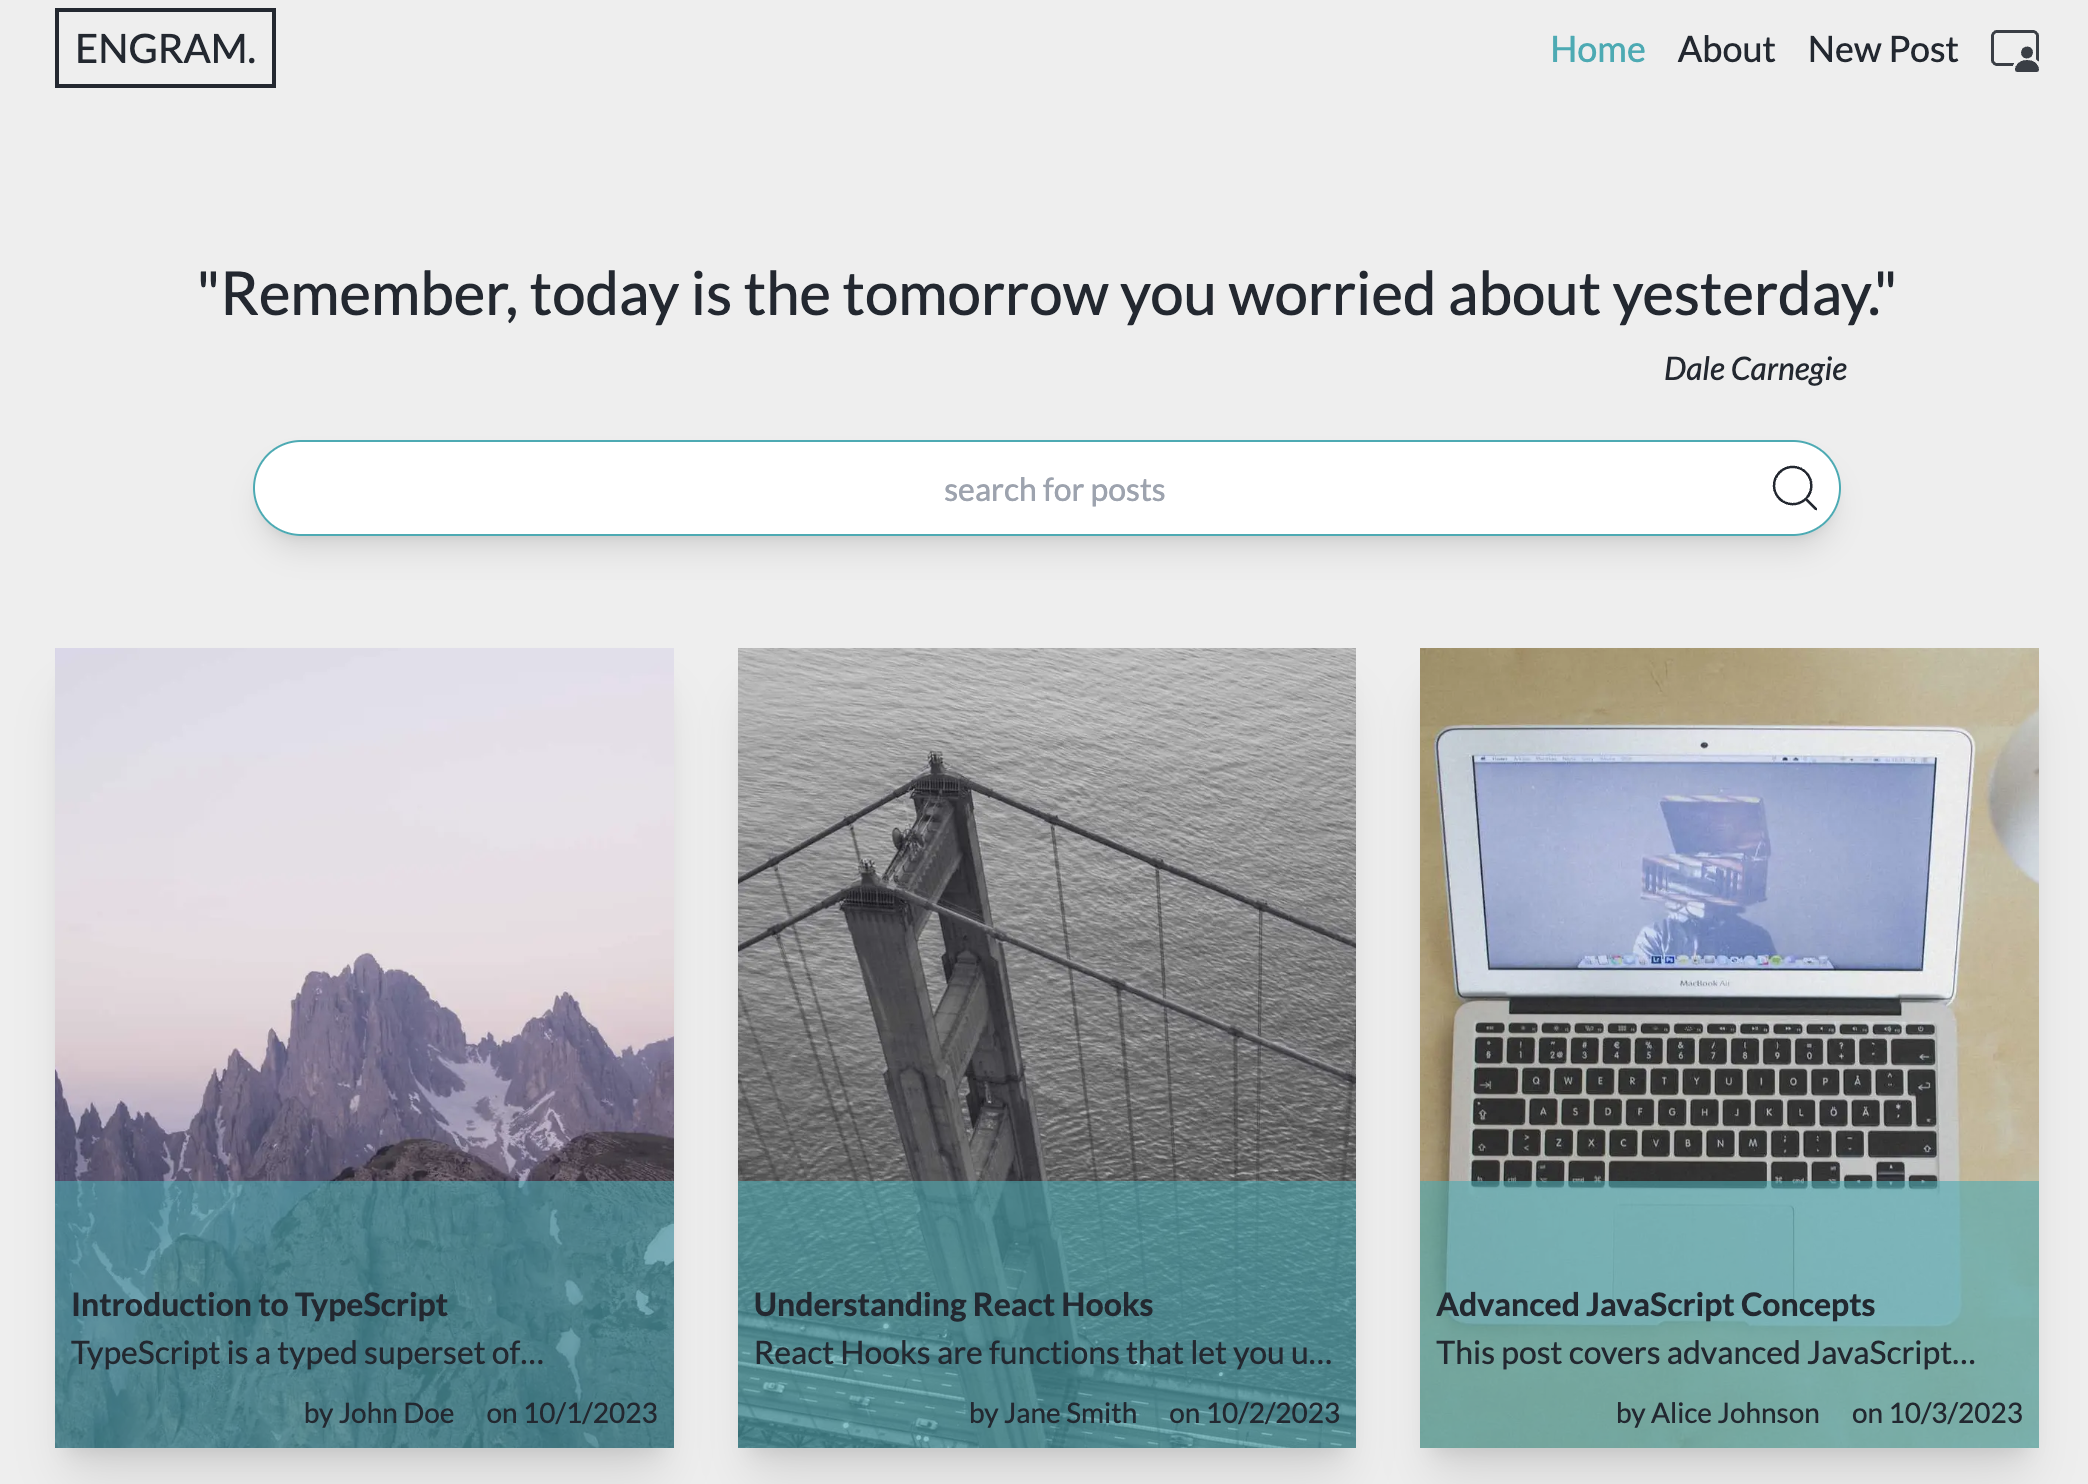 ENGRAM.
Home About New Post
"Remember, today is the tomorrow you worried about yesterday."
Dale Carnegie
search for posts
MacBook Air
Q W E R T Y U I O P Å
A S D F G H J K L Ö Ä
Z X C V B N M
Introduction to TypeScript
TypeScript is a typed superset of...
by John Doe on 10/1/2023
Understanding React Hooks
React Hooks are functions that let you u...
by Jane Smith on 10/2/2023
Advanced JavaScript Concepts
This post covers advanced JavaScript...
by Alice Johnson on 10/3/2023